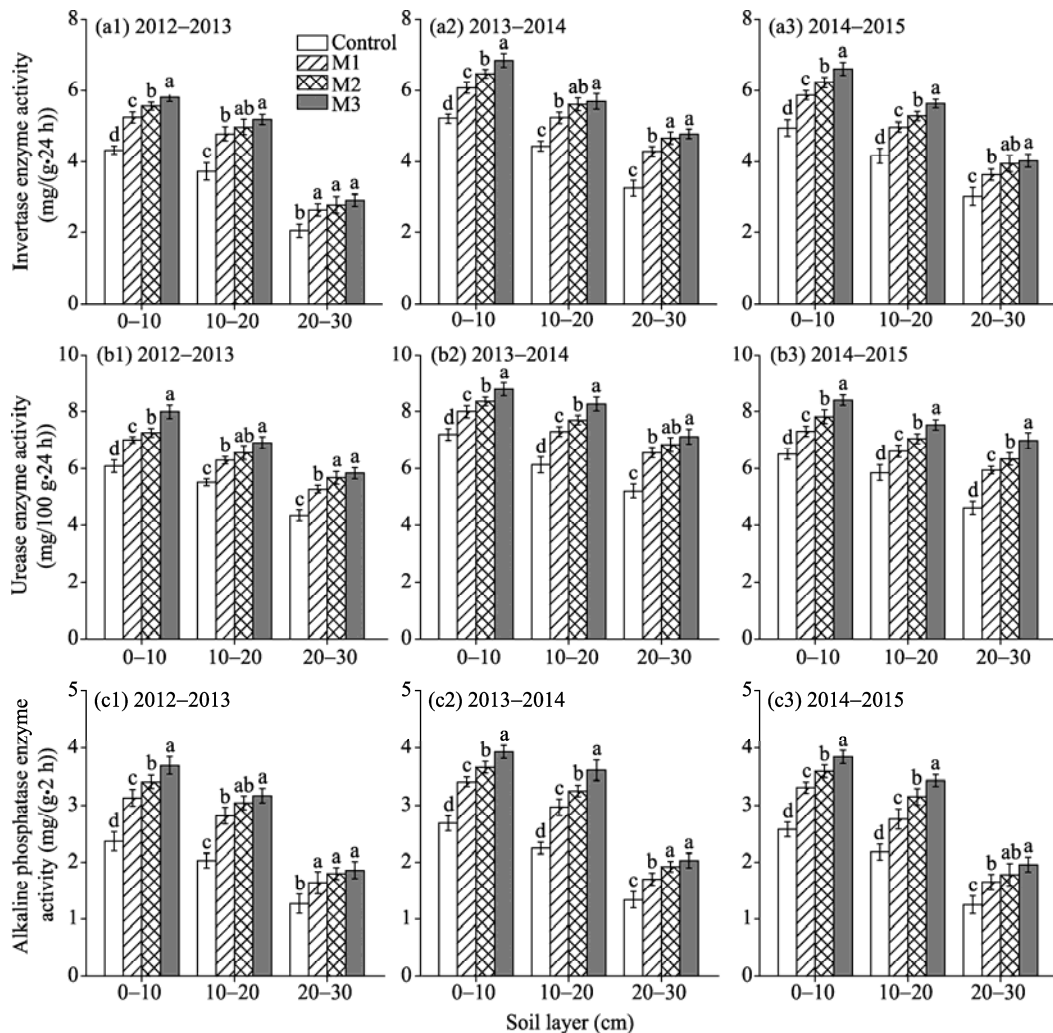 (a1) 2012–2013
(a2) 2013–2014
(a3) 2014–2015
Control
M1
M2
M3
Invertase enzyme activity
(mg/(g·24 h))
8
6
4
2
0
d c b a
c b ab a
b a a a
0–10 10–20 20–30
8
6
4
2
0
d c b a
c b ab a
c b a a
0–10 10–20 20–30
8
6
4
2
0
d c b a
d c b a
c b ab a
0–10 10–20 20–30
(b1) 2012–2013
(b2) 2013–2014
(b3) 2014–2015
Urease enzyme activity
(mg/100 g·24 h))
10
8
6
4
2
0
d c b a
c b ab a
c b a a
0–10 10–20 20–30
10
8
6
4
2
0
d c b a
d c b a
c b ab a
0–10 10–20 20–30
10
8
6
4
2
0
d c b a
d c b a
d c b a
0–10 10–20 20–30
(c1) 2012–2013
(c2) 2013–2014
(c3) 2014–2015
Alkaline phosphatase enzyme
activity (mg/(g·2 h))
5
4
3
2
1
0
d c b a
c b ab a
b a a a
0–10 10–20 20–30
5
4
3
2
1
0
d c b a
d c b a
c b a a
0–10 10–20 20–30
5
4
3
2
1
0
d c b a
d c b a
c b ab a
0–10 10–20 20–30
Soil layer (cm)